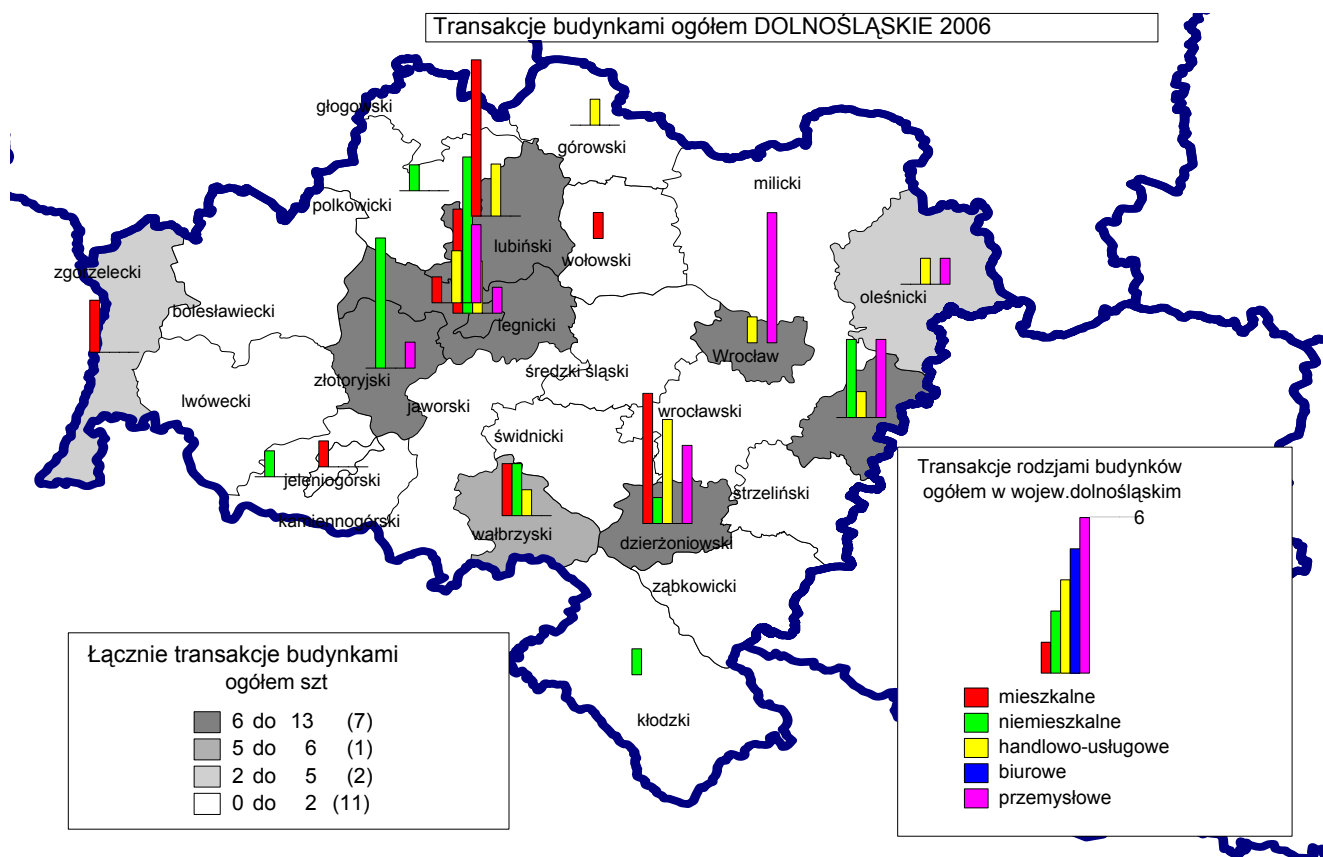 Transakcje budynkami ogółem DOLNOŚLĄSKIE 2006
głogowski
górowski
milicki
polkowicki
lubiński
wołowski
zgorzelecki
oleśnicki
bolesławiecki
legnicki
Wrocław
złotoryjski
średzki śląski
lwówecki
jaworski
wrocławski
świdnicki
jeleniogórski
strzeliński
kamiennogórski
wałbrzyski
dzierżoniowski
ząbkowicki
kłodzki
Łącznie transakcje budynkami
ogółem szt
6 do 13 (7)
5 do 6 (1)
2 do 5 (2)
0 do 2 (11)
Transakcje rodzjami budynków
ogółem w wojew.dolnośląskim
6
mieszkalne
niemieszkalne
handlowo-usługowe
biurowe
przemysłowe